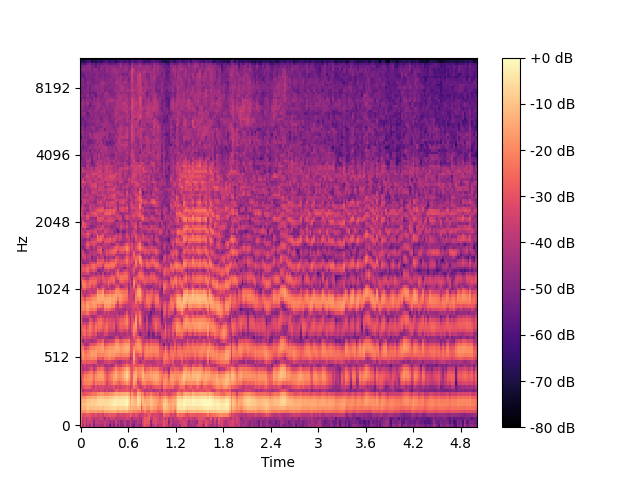 +0 dB
8192
-10 dB
4096
-20 dB
-30 dB
2048
Hz
-40 dB
1024
-50 dB
-60 dB
512
-70 dB
0
-80 dB
0 0.6 1.2 1.8 2.4 3 3.6 4.2 4.8
Time